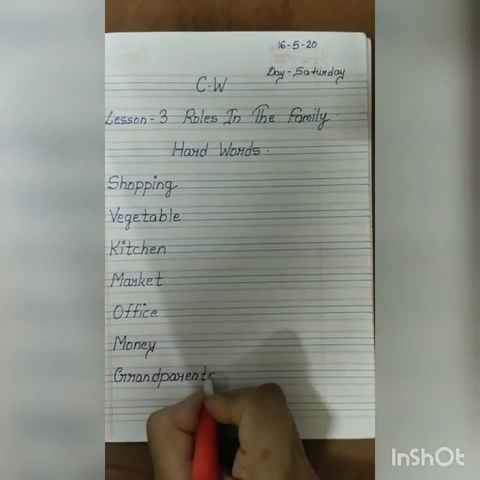 16-5-20
Day-Saturday
C.W
Lesson-3 Roles In The Family.
Hard Words.
Shopping
Vegetable
Kitchen
Market
Office
Money
Grandparents
InShOt